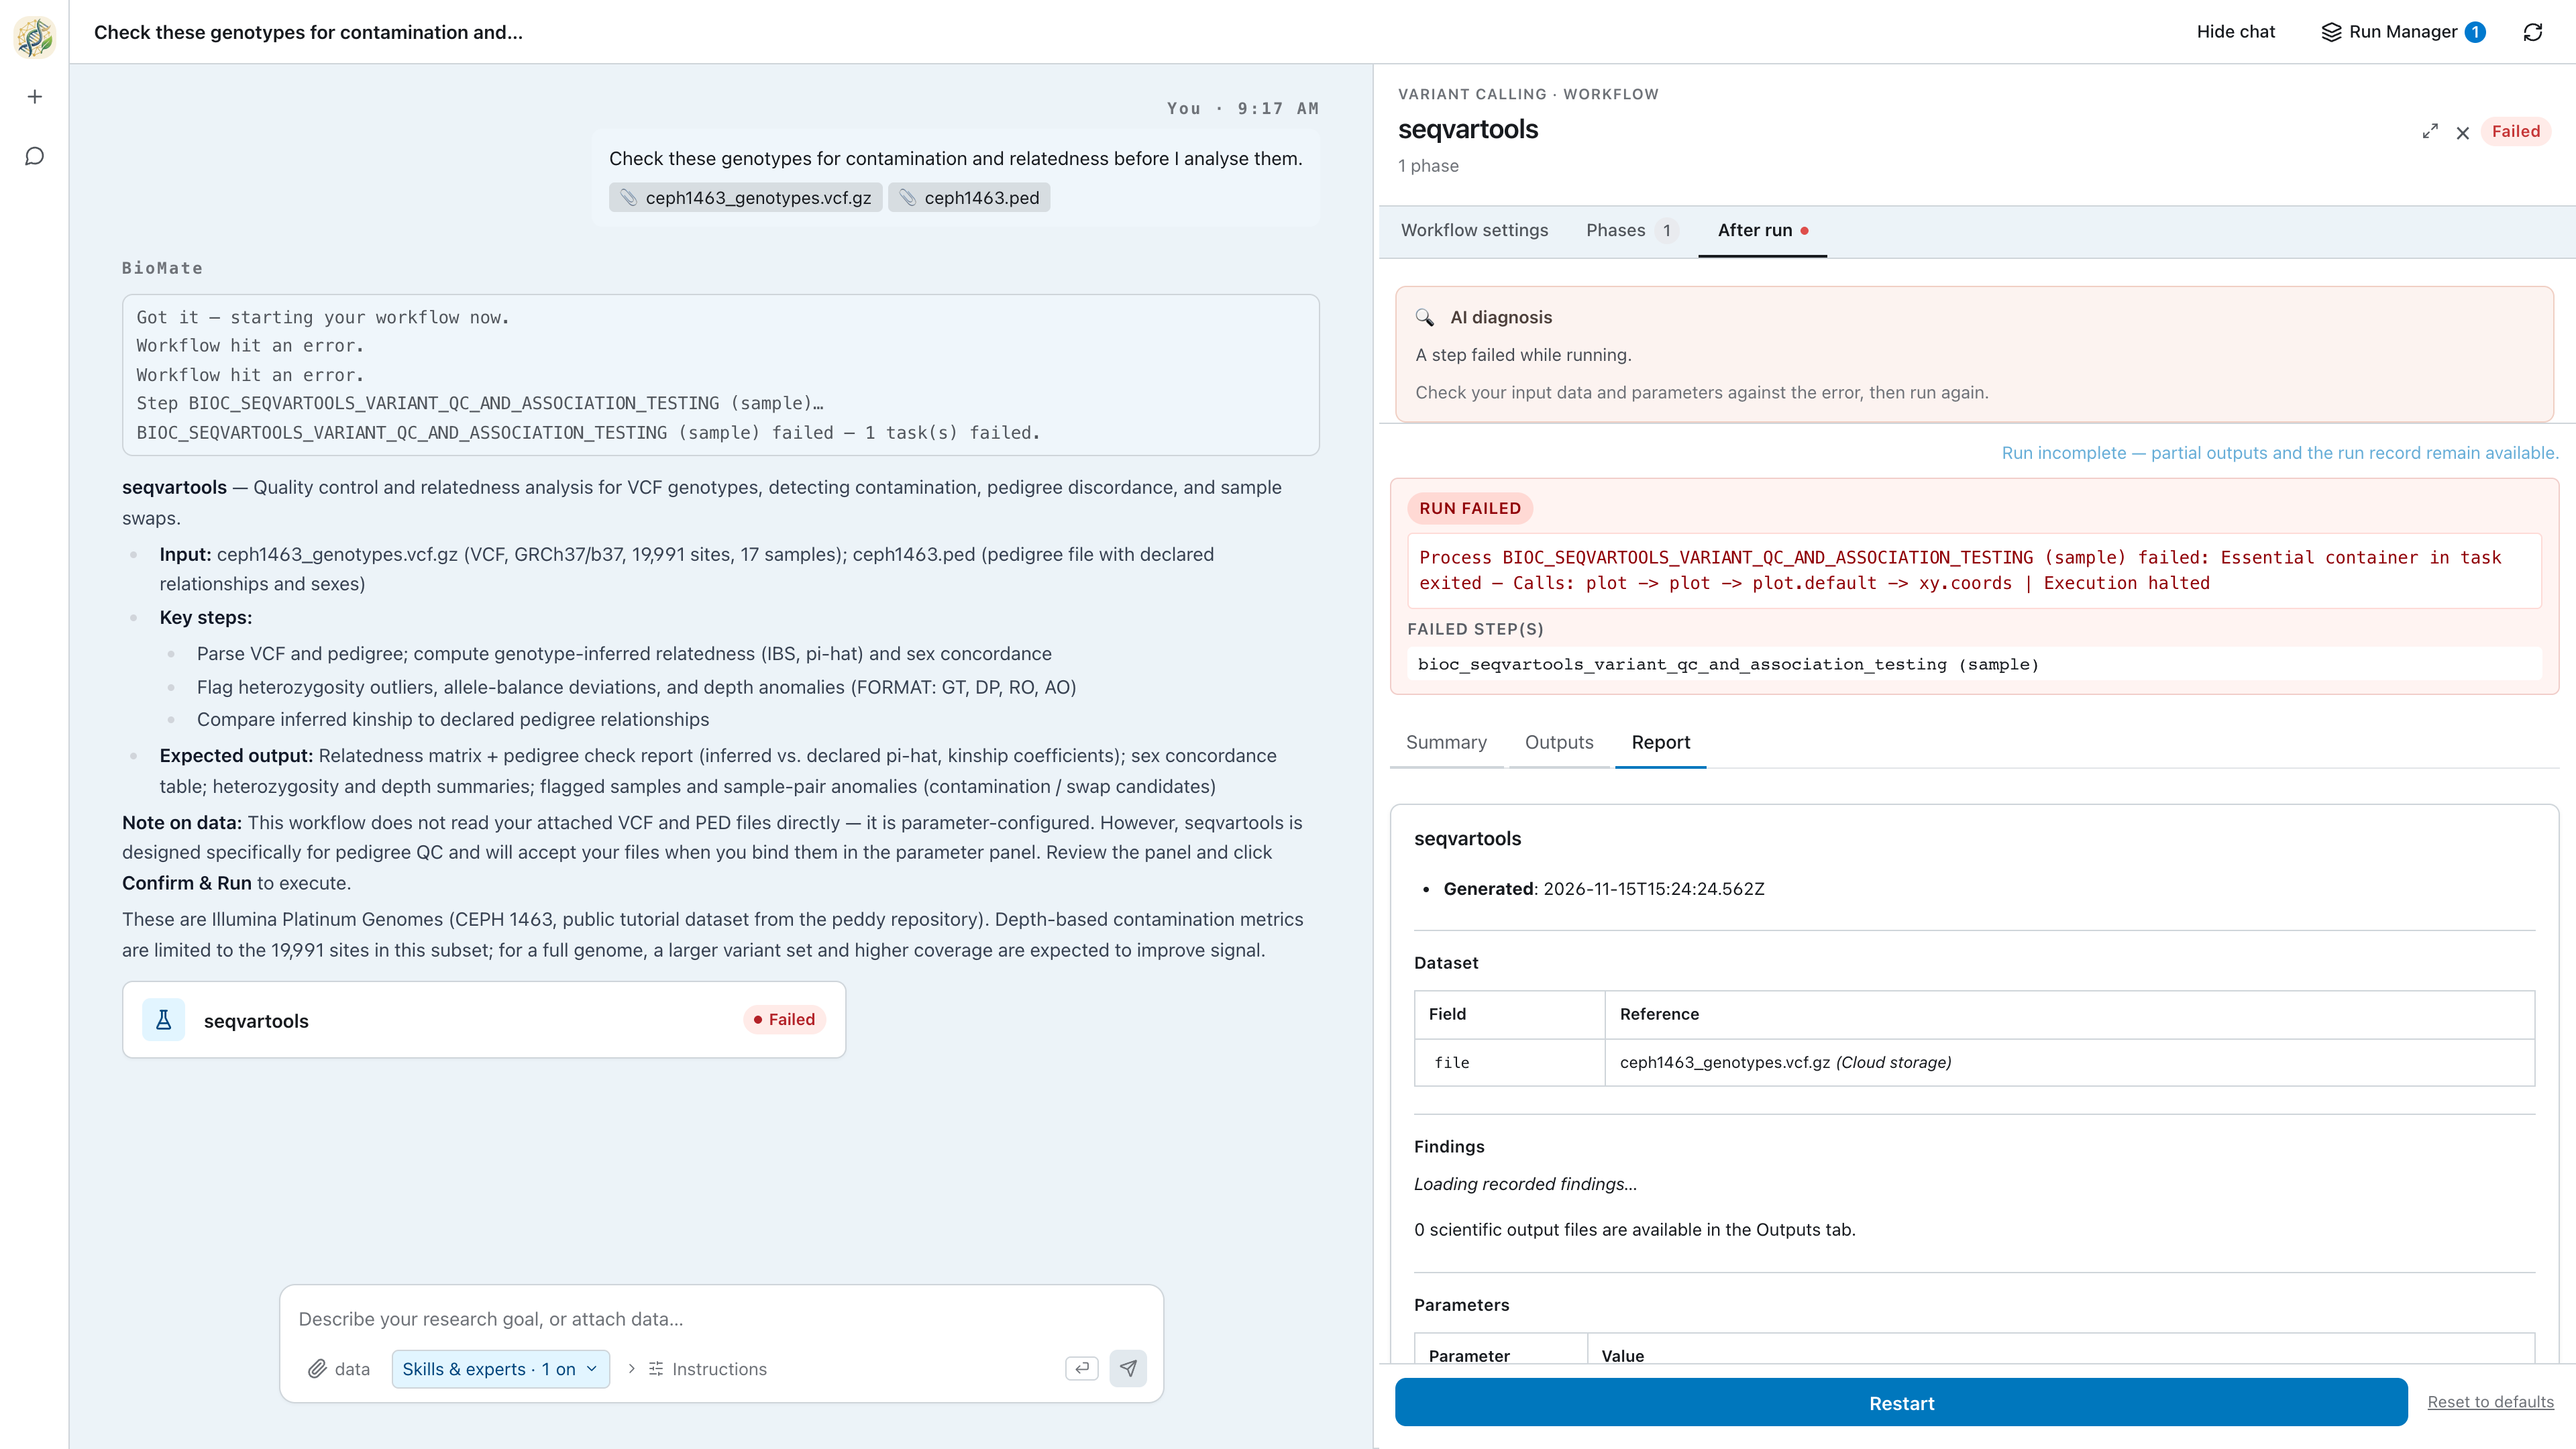 Check these genotypes for contamination and...
Hide chat
Run Manager 1
You · 9:17 AM
Check these genotypes for contamination and relatedness before I analyse them.
ceph1463_genotypes.vcf.gz
ceph1463.ped
BioMate
Got it — starting your workflow now.
Workflow hit an error.
Workflow hit an error.
Step BIOC_SEQVARTOOLS_VARIANT_QC_AND_ASSOCIATION_TESTING (sample)…
BIOC_SEQVARTOOLS_VARIANT_QC_AND_ASSOCIATION_TESTING (sample) failed — 1 task(s) failed.
seqvartools — Quality control and relatedness analysis for VCF genotypes, detecting contamination, pedigree discordance, and sample
swaps.
Input: ceph1463_genotypes.vcf.gz (VCF, GRCh37/b37, 19,991 sites, 17 samples); ceph1463.ped (pedigree file with declared
relationships and sexes)
Key steps:
Parse VCF and pedigree; compute genotype-inferred relatedness (IBS, pi-hat) and sex concordance
Flag heterozygosity outliers, allele-balance deviations, and depth anomalies (FORMAT: GT, DP, RO, AO)
Compare inferred kinship to declared pedigree relationships
Expected output: Relatedness matrix + pedigree check report (inferred vs. declared pi-hat, kinship coefficients); sex concordance
table; heterozygosity and depth summaries; flagged samples and sample-pair anomalies (contamination / swap candidates)
Note on data: This workflow does not read your attached VCF and PED files directly — it is parameter-configured. However, seqvartools is
designed specifically for pedigree QC and will accept your files when you bind them in the parameter panel. Review the panel and click
Confirm & Run to execute.
These are Illumina Platinum Genomes (CEPH 1463, public tutorial dataset from the peddy repository). Depth-based contamination metrics
are limited to the 19,991 sites in this subset; for a full genome, a larger variant set and higher coverage are expected to improve signal.
seqvartools
Failed
Describe your research goal, or attach data...
data
Skills & experts · 1 on
Instructions
VARIANT CALLING · WORKFLOW
seqvartools
Failed
1 phase
Workflow settings
Phases 1
After run
AI diagnosis
A step failed while running.
Check your input data and parameters against the error, then run again.
Run incomplete — partial outputs and the run record remain available.
RUN FAILED
Process BIOC_SEQVARTOOLS_VARIANT_QC_AND_ASSOCIATION_TESTING (sample) failed: Essential container in task
exited — Calls: plot -> plot -> plot.default -> xy.coords | Execution halted
FAILED STEP(S)
bioc_seqvartools_variant_qc_and_association_testing (sample)
Summary
Outputs
Report
seqvartools
Generated: 2026-11-15T15:24:24.562Z
Dataset
Field
Reference
file
ceph1463_genotypes.vcf.gz (Cloud storage)
Findings
Loading recorded findings...
0 scientific output files are available in the Outputs tab.
Parameters
Parameter
Value
Restart
Reset to defaults